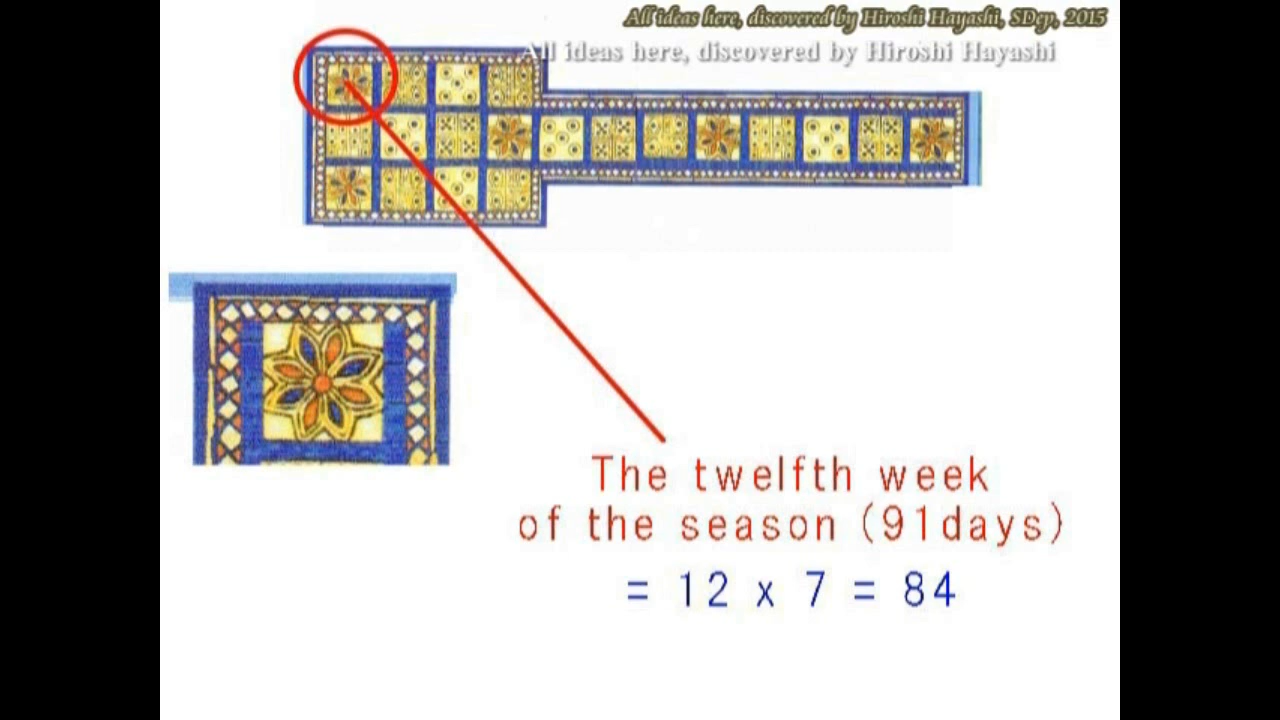 All ideas here, discovered by Hiroshi Hayashi, SDep, 2015
All ideas here, discovered by Hiroshi Hayashi
The twelfth week
of the season (91days)
= 12 x 7 = 84